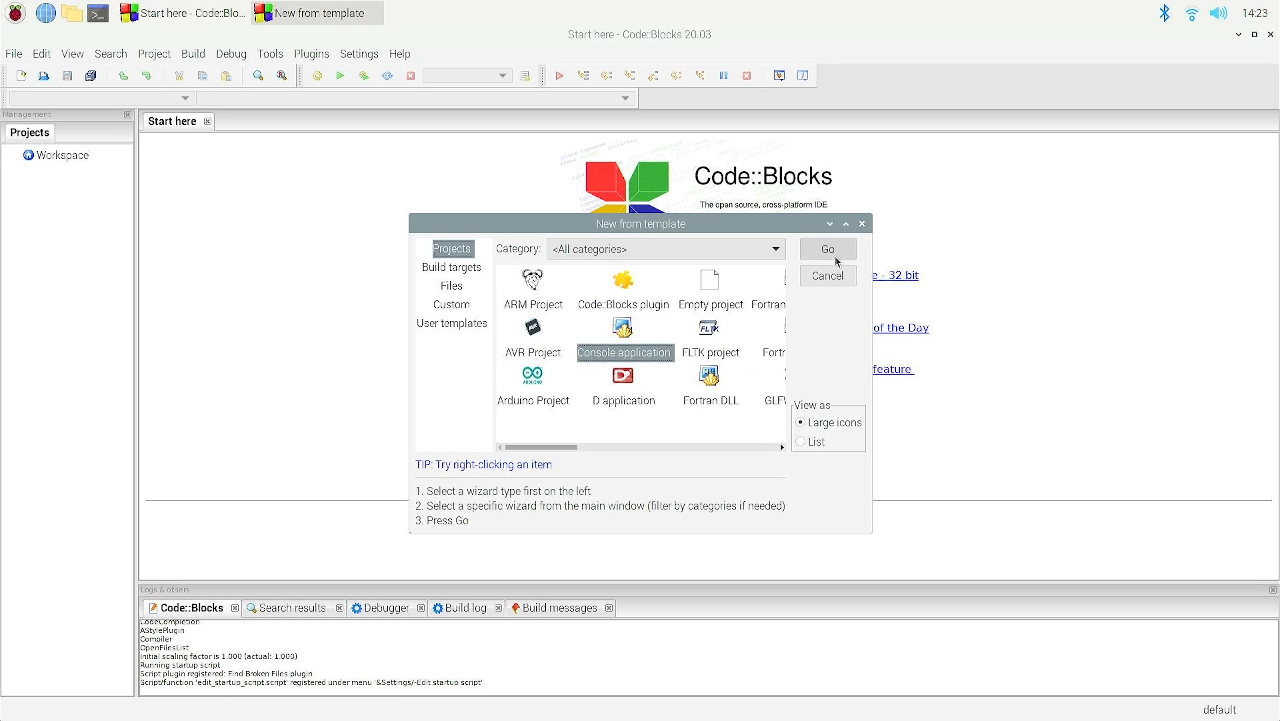 Start here - Code::Blo...
New from template
14:23
Start here - Code::Blocks 20.03
File Edit View Search Project Build Debug Tools Plugins Settings Help
Management
Projects
Workspace
Start here
Code::Blocks
The open source, cross-platform IDE
New from template
Projects
Build targets
Files
Custom
User templates
Category: <All categories>
Go
Cancel
ARM Project
Code::Blocks plugin
Empty project
Fortran
AVR Project
Console application
FLTK project
Fortr
ARDUINO
Arduino Project
D application
Fortran DLL
GLF
View as
Large icons
List
TIP: Try right-clicking an item
1. Select a wizard type first on the left
2. Select a specific wizard from the main window (filter by categories if needed)
3. Press Go
e - 32 bit
of the Day
feature
Logs & others
Code::Blocks
Search results
Debugger
Build log
Build messages
CodeCompletion
AStylePlugin
Compiler
OpenFilesList
Initial scaling factor is 1.000 (actual: 1.000)
Running startup script
Script plugin registered: Find Broken Files plugin
Script/function 'edit_startup_script.script' registered under menu '&Settings/-Edit startup script'
default